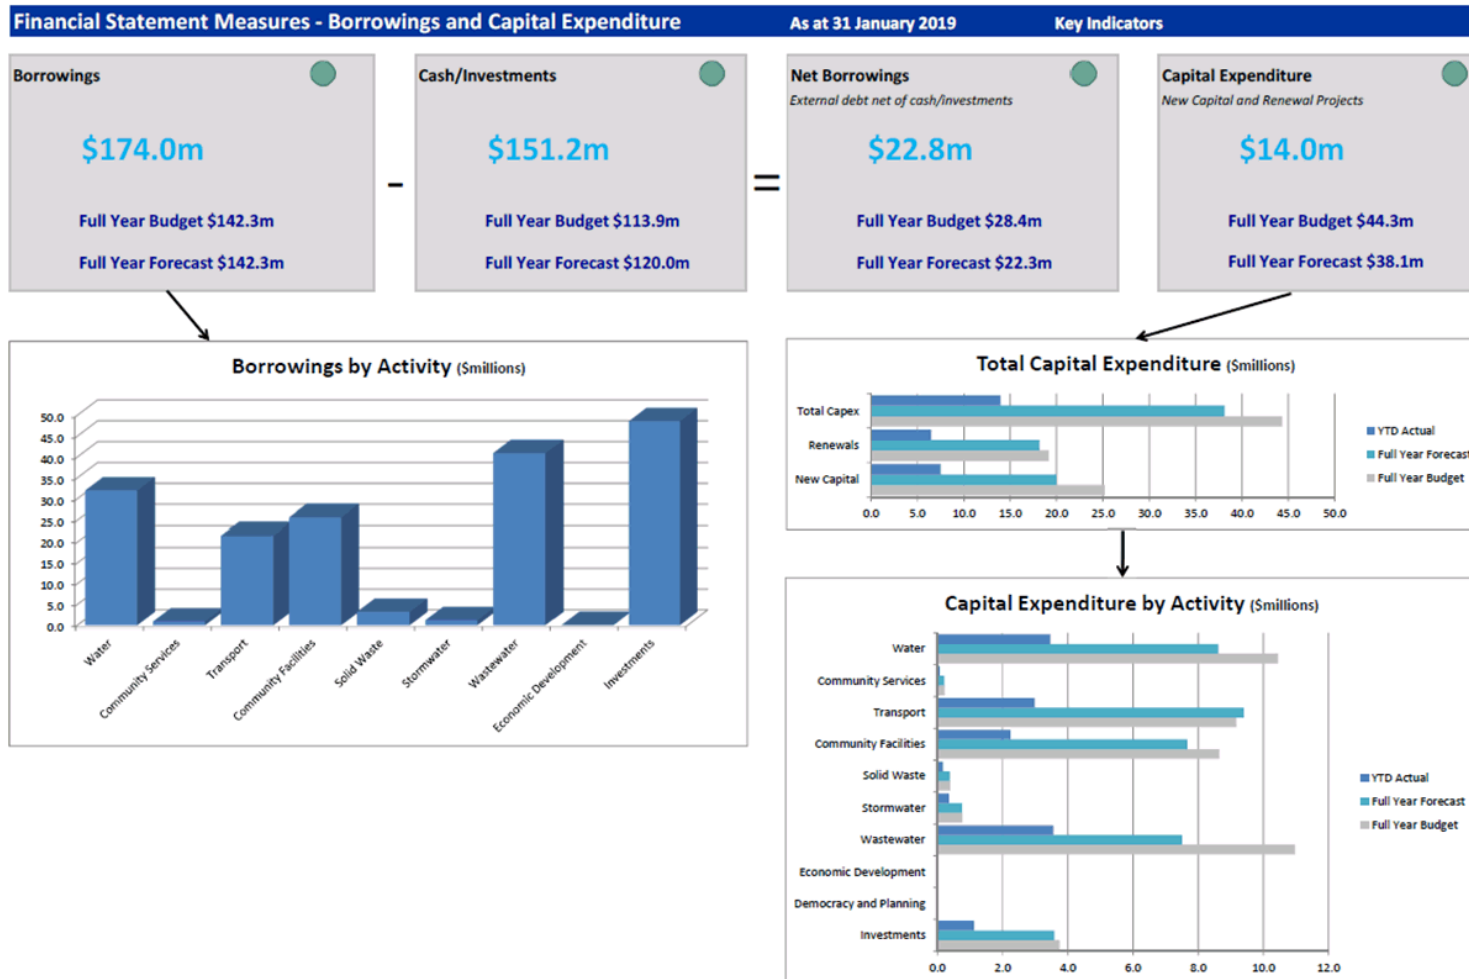 Financial Statement Measures - Borrowings and Capital Expenditure As at 31 January 2019 Key Indicators
Borrowings
$174.0m
Full Year Budget $142.3m
Full Year Forecast $142.3m
-
Cash/Investments
$151.2m
Full Year Budget $113.9m
Full Year Forecast $120.0m
=
Net Borrowings
External debt net of cash/investments
$22.8m
Full Year Budget $28.4m
Full Year Forecast $22.3m
Capital Expenditure
New Capital and Renewal Projects
$14.0m
Full Year Budget $44.3m
Full Year Forecast $38.1m
Borrowings by Activity ($millions)
50.0
45.0
40.0
35.0
30.0
25.0
20.0
15.0
10.0
5.0
0.0
Water
Community Services
Transport
Community Facilities
Solid Waste
Stormwater
Wastewater
Economic Development
Investments
Total Capital Expenditure ($millions)
Total Capex
Renewals
New Capital
0.0 5.0 10.0 15.0 20.0 25.0 30.0 35.0 40.0 45.0 50.0
YTD Actual
Full Year Forecast
Full Year Budget
Capital Expenditure by Activity ($millions)
Water
Community Services
Transport
Community Facilities
Solid Waste
Stormwater
Wastewater
Economic Development
Democracy and Planning
Investments
0.0 2.0 4.0 6.0 8.0 10.0 12.0
YTD Actual
Full Year Forecast
Full Year Budget